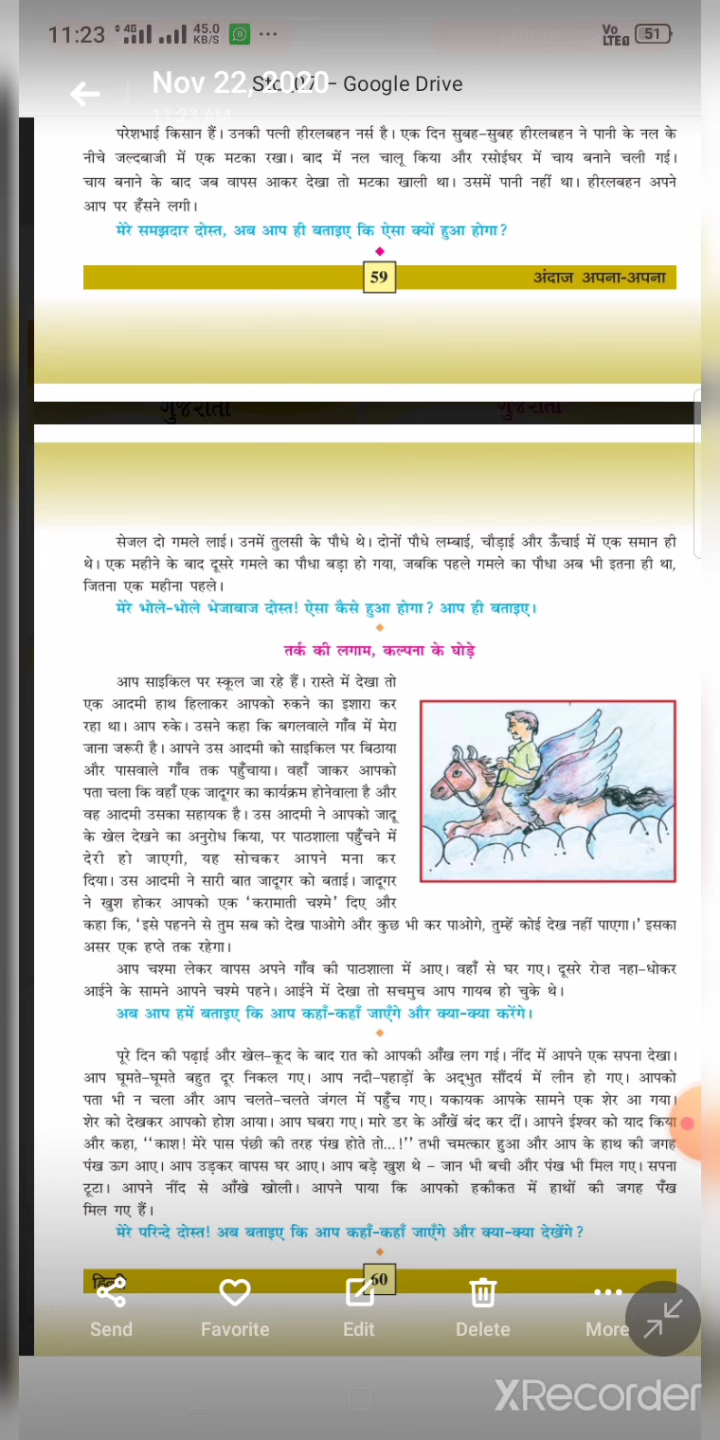 11:23
4G
45.0
KB/S
Vo
LTE
51
Nov 22, 2020
Google Drive
11:23 AM
परेशभाई किसान हैं। उनकी पत्नी हीरलबहन नर्स है। एक दिन सुबह-सुबह हीरलबहन ने पानी के नल के
नीचे जल्दबाजी में एक मटका रखा। बाद में नल चालू किया और रसोईघर में चाय बनाने चली गई।
चाय बनाने के बाद जब वापस आकर देखा तो मटका खाली था। उसमें पानी नहीं था। हीरलबहन अपने
आप पर हँसने लगी।
मेरे समझदार दोस्त, अब आप ही बताइए कि ऐसा क्यों हुआ होगा?
59
अंदाज अपना-अपना
ગુજરાતી ગુજરાતી
सेजल दो गमले लाई। उनमें तुलसी के पौधे थे। दोनों पौधे लम्बाई, चौड़ाई और ऊँचाई में एक समान ही
थे। एक महीने के बाद दूसरे गमले का पौधा बड़ा हो गया, जबकि पहले गमले का पौधा अब भी इतना ही था,
जितना एक महीना पहले।
मेरे भोले-भोले भेजाबाज दोस्त! ऐसा कैसे हुआ होगा? आप ही बताइए।
तर्क की लगाम, कल्पना के घोड़े
आप साइकिल पर स्कूल जा रहे हैं। रास्ते में देखा तो
एक आदमी हाथ हिलाकर आपको रुकने का इशारा कर
रहा था। आप रुके। उसने कहा कि बगलवाले गाँव में मेरा
जाना जरूरी है। आपने उस आदमी को साइकिल पर बिठाया
और पासवाले गाँव तक पहुँचाया। वहाँ जाकर आपको
पता चला कि वहाँ एक जादूगर का कार्यक्रम होनेवाला है और
वह आदमी उसका सहायक है। उस आदमी ने आपको जादू
के खेल देखने का अनुरोध किया, पर पाठशाला पहुँचने में
देरी हो जाएगी, यह सोचकर आपने मना कर
दिया। उस आदमी ने सारी बात जादूगर को बताई। जादूगर
ने खुश होकर आपको एक ‘करामाती चश्मे’ दिए और
कहा कि, ‘इसे पहनने से तुम सब को देख पाओगे और कुछ भी कर पाओगे, तुम्हें कोई देख नहीं पाएगा।’ इसका
असर एक हप्ते तक रहेगा।
आप चश्मा लेकर वापस अपने गाँव की पाठशाला में आए। वहाँ से घर गए। दूसरे रोज़ नहा-धोकर
आईने के सामने आपने चश्मे पहने। आईने में देखा तो सचमुच आप गायब हो चुके थे।
अब आप हमें बताइए कि आप कहाँ-कहाँ जाएँगे और क्या-क्या करेंगे।
पूरे दिन की पढ़ाई और खेल-कूद के बाद रात को आपकी आँख लग गई। नींद में आपने एक सपना देखा।
आप घूमते-घूमते बहुत दूर निकल गए। आप नदी-पहाड़ों के अद्भुत सौंदर्य में लीन हो गए। आपको
पता भी न चला और आप चलते-चलते जंगल में पहुँच गए। यकायक आपके सामने एक शेर आ गया।
शेर को देखकर आपको होश आया। आप घबरा गए। मारे डर के आँखें बंद कर दीं। आपने ईश्वर को याद किया
और कहा, “काश! मेरे पास पंछी की तरह पंख होते तो...!” तभी चमत्कार हुआ और आप के हाथ की जगह
पंख ऊग आए। आप उड़कर वापस घर आए। आप बड़े खुश थे – जान भी बची और पंख भी मिल गए। सपना
टूटा। आपने नींद से आँखे खोली। आपने पाया कि आपको हकीकत में हाथों की जगह पँख
मिल गए हैं।
मेरे परिन्दे दोस्त! अब बताइए कि आप कहाँ-कहाँ जाएँगे और क्या-क्या देखेंगे?
हिन्दी
60
Send
Favorite
Edit
Delete
More
XRecorder